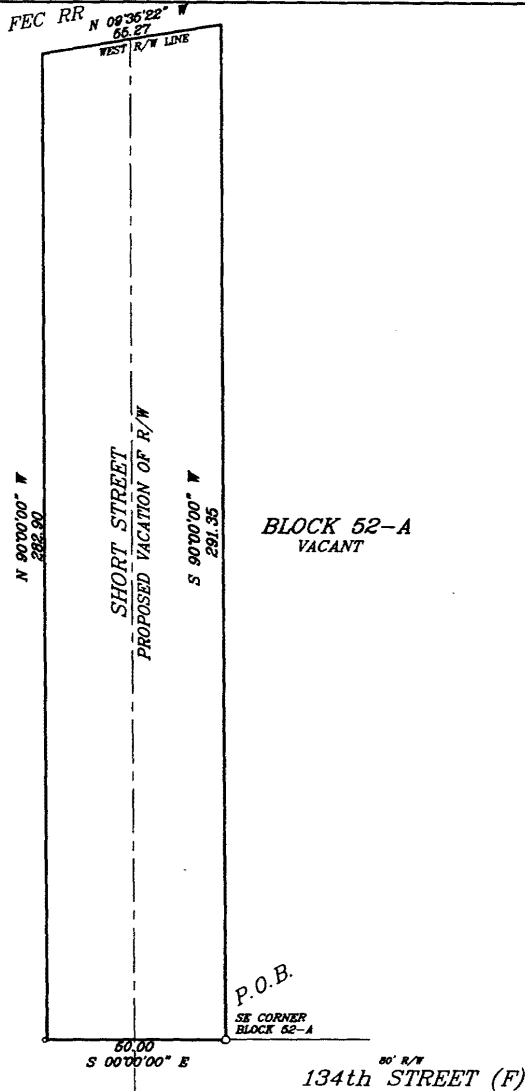 FEC RR
N 09°35'22" W
55.27
WEST R/W LINE
N 90°00'00" W
282.90
SHORT STREET
PROPOSED VACATION OF R/W
S 90°00'00" W
291.35
BLOCK 52-A
VACANT
P.O.B.
SE CORNER
BLOCK 52-A
50.00
S 00°00'00" E
80' R/W
134th STREET (F)